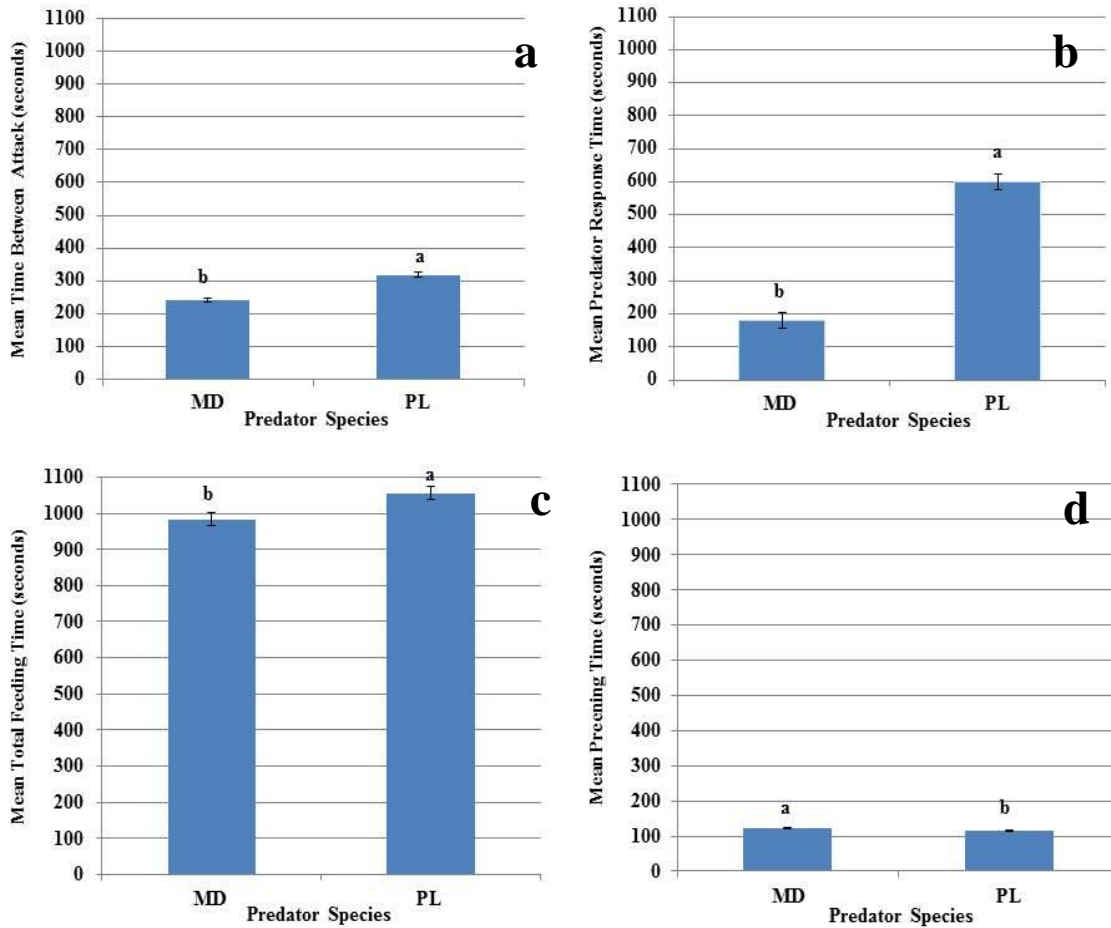 Mean Time Between Attack (seconds)
1100
1000
900
800
700
600
500
400
300
200
100
0
a
b
a
MD
PL
Predator Species
Mean Predator Response Time (seconds)
1100
1000
900
800
700
600
500
400
300
200
100
0
b
b
a
MD
PL
Predator Species
Mean Total Feeding Time (seconds)
1100
1000
900
800
700
600
500
400
300
200
100
0
c
b
a
MD
PL
Predator Species
Mean Preening Time (seconds)
1100
1000
900
800
700
600
500
400
300
200
100
0
d
a
b
MD
PL
Predator Species